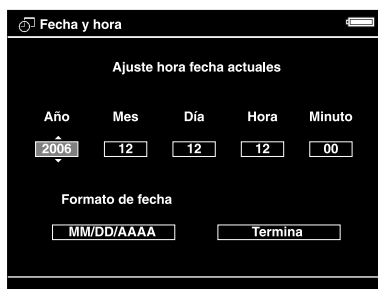 Fecha y hora
Ajuste hora fecha actuales
Año Mes Día Hora Minuto
2006 12 12 12 00
Formato de fecha
MM/DD/AAAA Termina